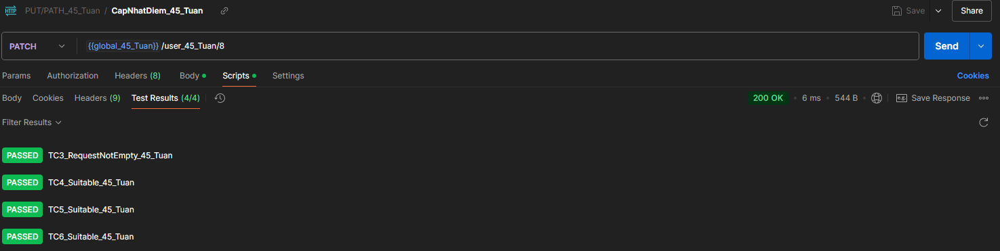 HTTP PUT/PATH_45_Tuan / CapNhatDiem_45_Tuan Save Share
PATCH {{global_45_Tuan}} /user_45_Tuan/8 Send
Params Authorization Headers (8) Body Scripts Settings Cookies
Body Cookies Headers (9) Test Results (4/4) 200 OK 6 ms 544 B e.g. Save Response
Filter Results
PASSED TC3_RequestNotEmpty_45_Tuan
PASSED TC4_Suitable_45_Tuan
PASSED TC5_Suitable_45_Tuan
PASSED TC6_Suitable_45_Tuan